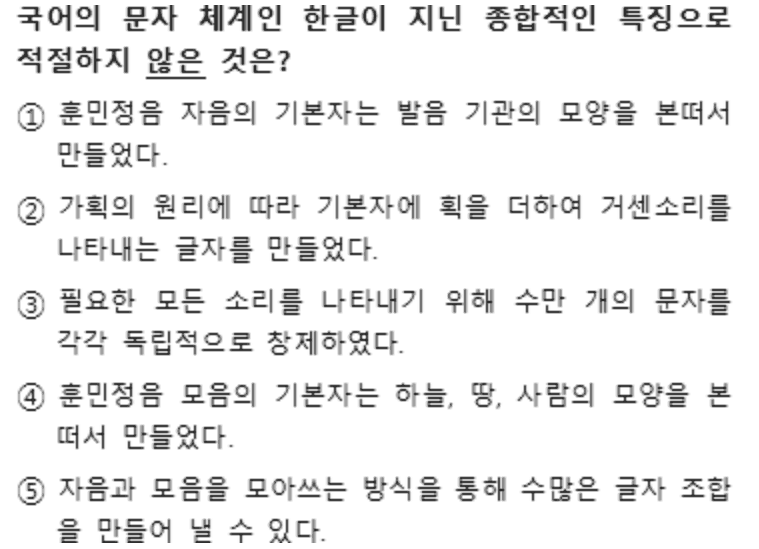 국어의 문자 체계인 한글이 지닌 종합적인 특징으로
적절하지 않은 것은?
① 훈민정음 자음의 기본자는 발음 기관의 모양을 본떠서
만들었다.
② 가획의 원리에 따라 기본자에 획을 더하여 거센소리를
나타내는 글자를 만들었다.
③ 필요한 모든 소리를 나타내기 위해 수만 개의 문자를
각각 독립적으로 창제하였다.
④ 훈민정음 모음의 기본자는 하늘, 땅, 사람의 모양을 본
떠서 만들었다.
⑤ 자음과 모음을 모아쓰는 방식을 통해 수많은 글자 조합
을 만들어 낼 수 있다.